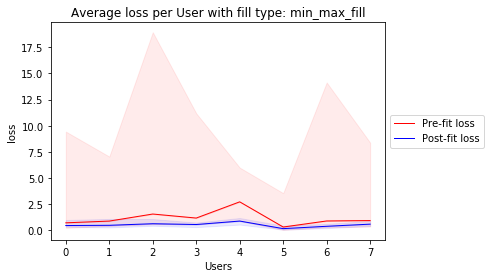 Average loss per User with fill type: min_max_fill
17.5
15.0
12.5
10.0
7.5
5.0
2.5
0.0
loss
0 1 2 3 4 5 6 7
Users
Pre-fit loss
Post-fit loss